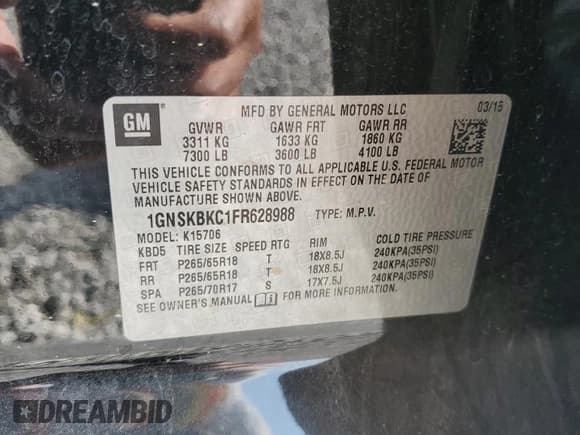 GM
MFD BY GENERAL MOTORS LLC 03/15
GVWR GAWR FRT GAWR RR
3311 KG 1633 KG 1860 KG
7300 LB 3600 LB 4100 LB
THIS VEHICLE CONFORMS TO ALL APPLICABLE U.S. FEDERAL MOTOR
VEHICLE SAFETY STANDARDS IN EFFECT ON THE DATE OF
MANUFACTURE SHOWN ABOVE.
1GNSKBKC1FR628988 TYPE: M.P.V.
MODEL: K15706
KBD5 TIRE SIZE SPEED RTG RIM COLD TIRE PRESSURE
FRT P265/65R18 T 18X8.5J 240KPA(35PSI)
RR P265/65R18 T 18X8.5J 240KPA(35PSI)
SPA P265/70R17 S 17X7.5J 240KPA(35PSI)
SEE OWNER'S MANUAL FOR MORE INFORMATION.
DREAMBID